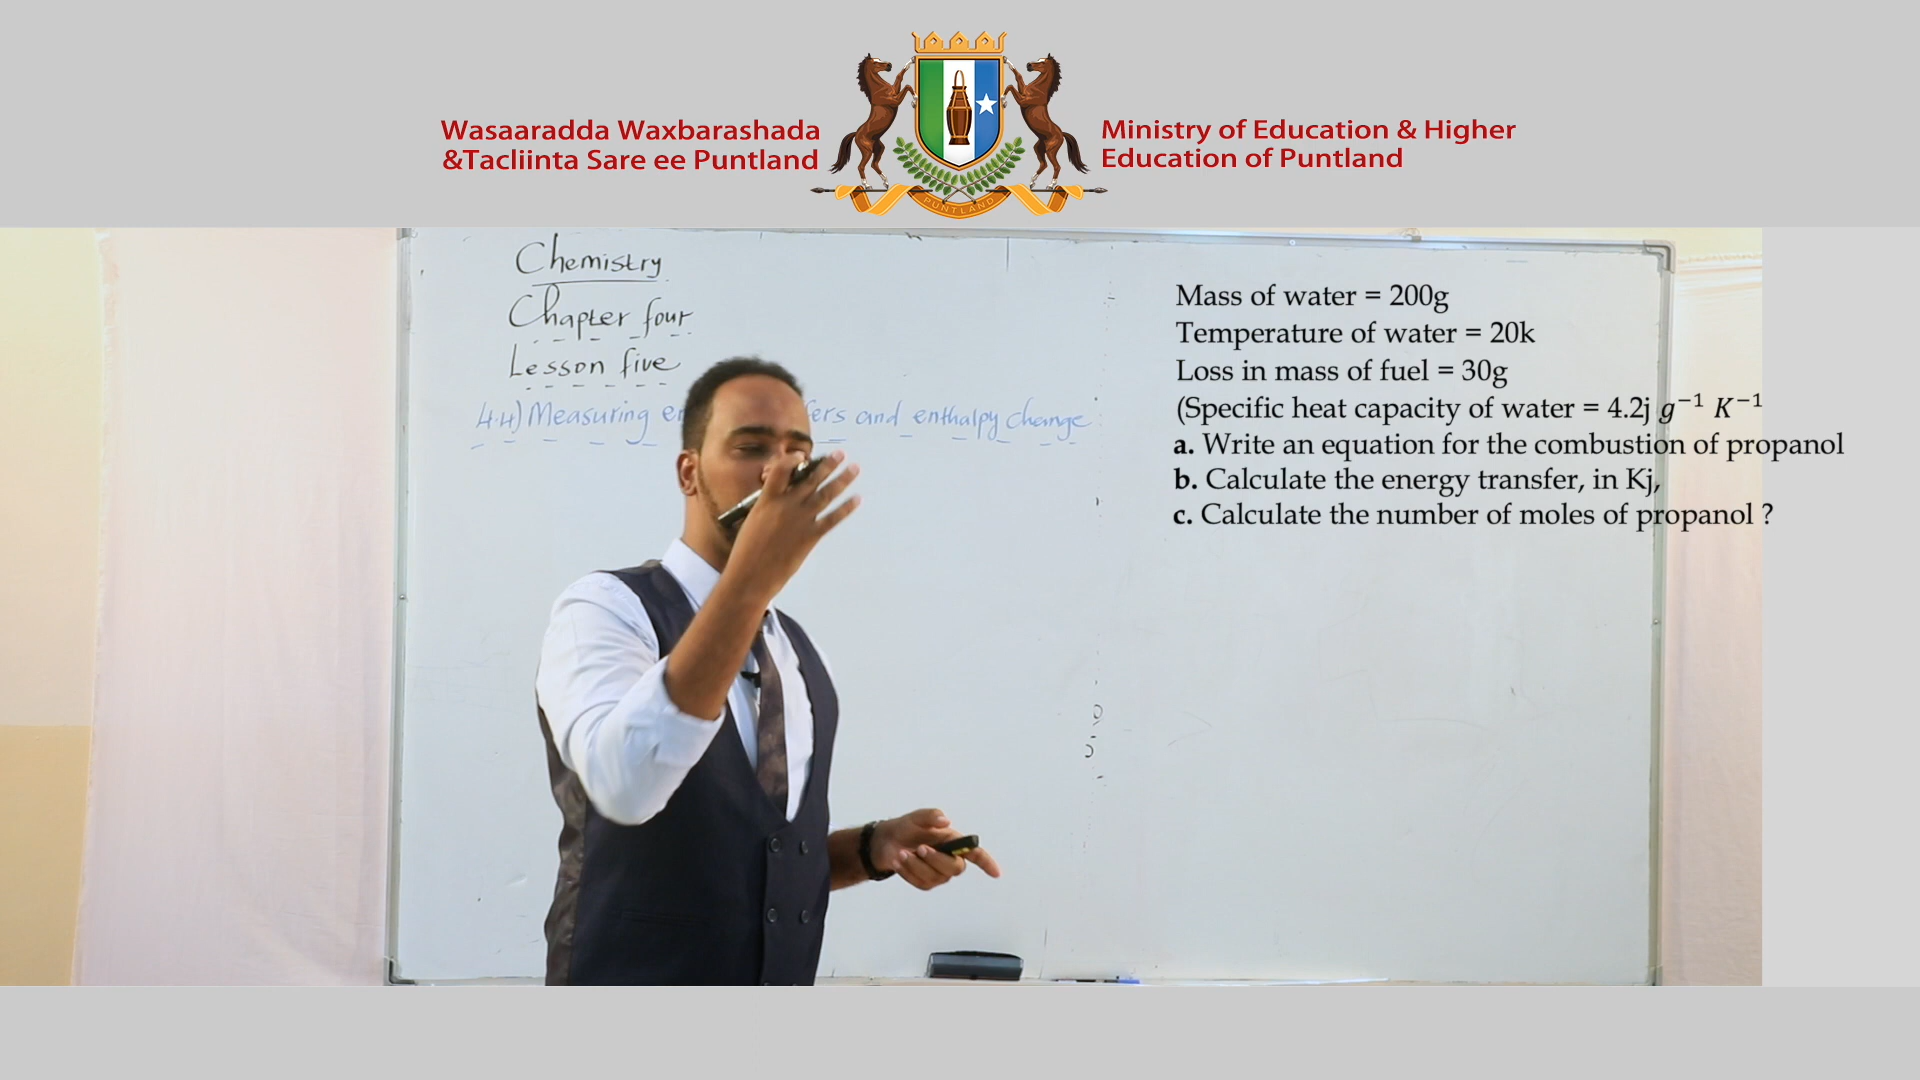 Wasaaradda Waxbarashada
&Tacliinta Sare ee Puntland
Ministry of Education & Higher
Education of Puntland
PUNTLAND
Chemistry
Chapter four
Lesson five
4.4) Measuring en fers and enthalpy change
Mass of water = 200g
Temperature of water = 20k
Loss in mass of fuel = 30g
(Specific heat capacity of water = 4.2j g⁻¹ K⁻¹
a. Write an equation for the combustion of propanol
b. Calculate the energy transfer, in Kj,
c. Calculate the number of moles of propanol ?